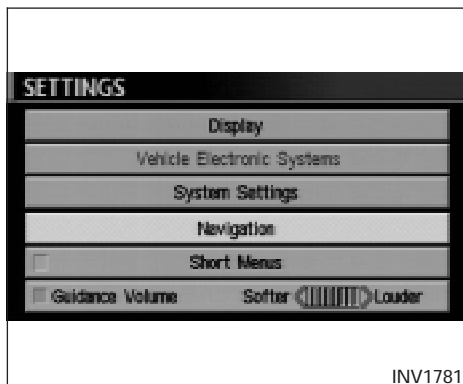 SETTINGS
Display
Vehicle Electronic Systems
System Settings
Navigation
Short Menus
Guidance Volume Softer Louder
INV1781